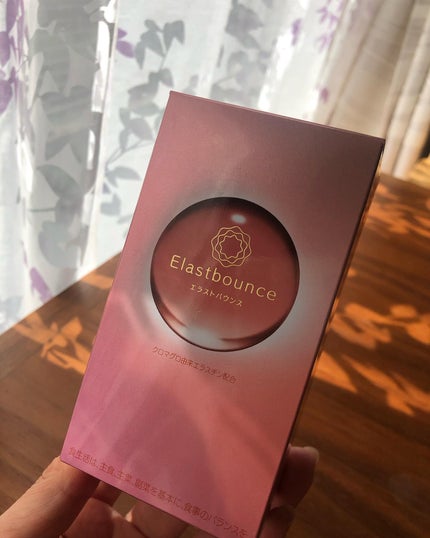 Elastbounce
エラストバウンス
クロマグロ由来エラスチン配合
食生活は、主食、主菜、副菜を基本に、食事のバランスを